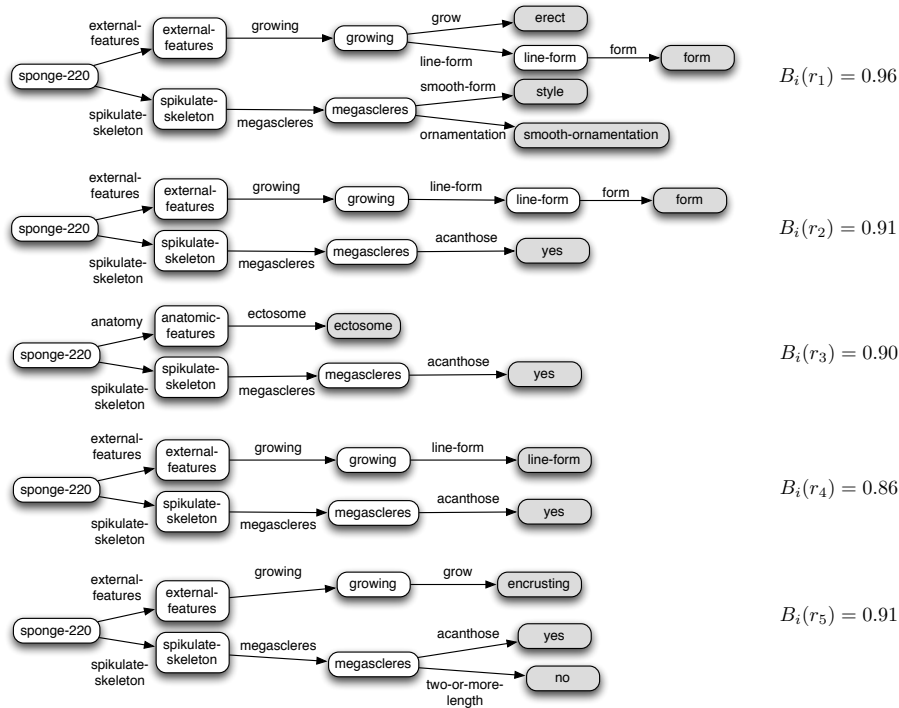 external-
features
external-
features
growing
growing
grow
erect
line-form
line-form
form
form
sponge-220
spikulate-
skeleton
spikulate-
skeleton
megascleres
megascleres
smooth-form
style
ornamentation
smooth-ornamentation
B_i(r_1) = 0.96
external-
features
external-
features
growing
growing
line-form
line-form
form
form
sponge-220
spikulate-
skeleton
spikulate-
skeleton
megascleres
megascleres
acanthose
yes
B_i(r_2) = 0.91
anatomy
anatomic-
features
ectosome
ectosome
sponge-220
spikulate-
skeleton
spikulate-
skeleton
megascleres
megascleres
acanthose
yes
B_i(r_3) = 0.90
external-
features
external-
features
growing
growing
line-form
line-form
sponge-220
spikulate-
skeleton
spikulate-
skeleton
megascleres
megascleres
acanthose
yes
B_i(r_4) = 0.86
external-
features
external-
features
growing
growing
grow
encrusting
sponge-220
spikulate-
skeleton
spikulate-
skeleton
megascleres
megascleres
acanthose
yes
two-or-more-
length
no
B_i(r_5) = 0.91